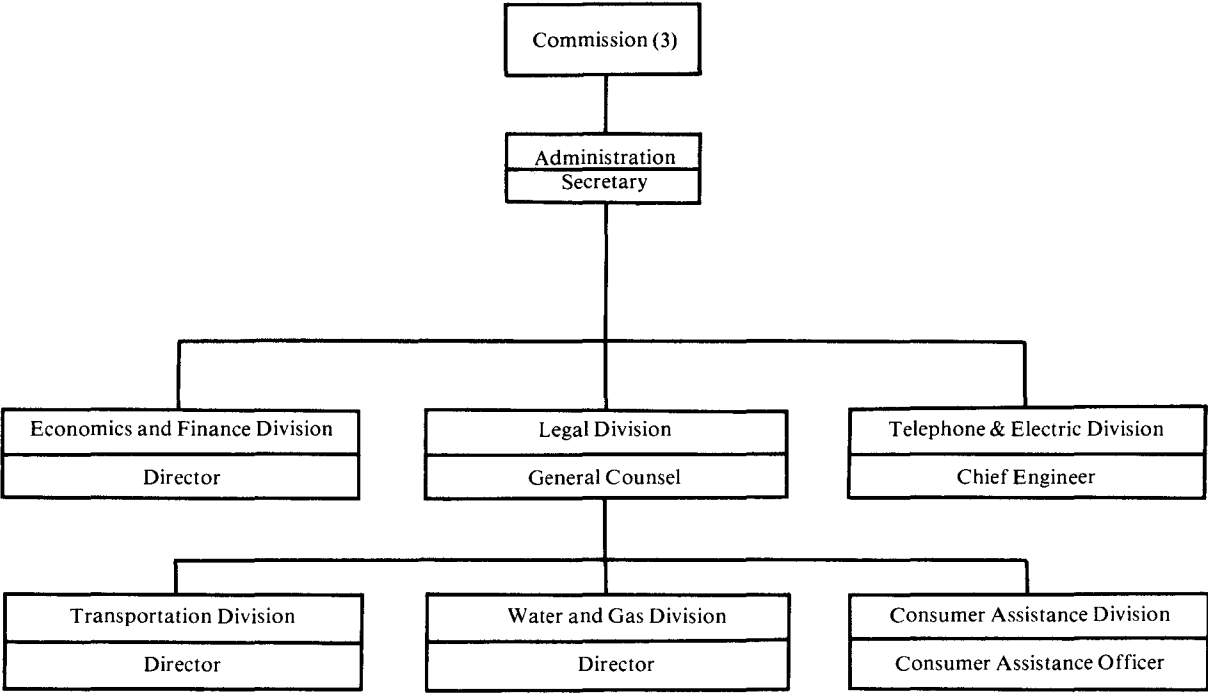 Commission (3)
Administration
Secretary
Economics and Finance Division
Director
Legal Division
General Counsel
Telephone & Electric Division
Chief Engineer
Transportation Division
Director
Water and Gas Division
Director
Consumer Assistance Division
Consumer Assistance Officer